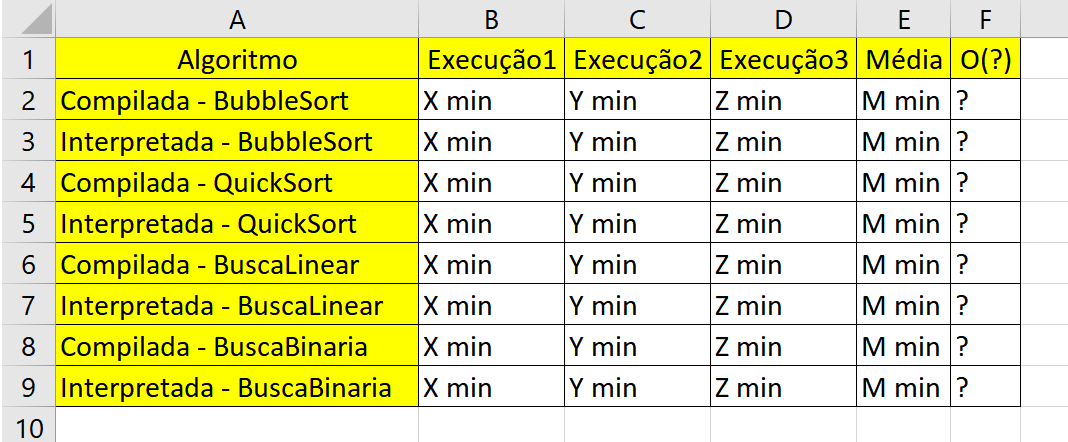 A B C D E F
1 Algoritmo Execução1 Execução2 Execução3 Média O(?)
2 Compilada - BubbleSort X min Y min Z min M min ?
3 Interpretada - BubbleSort X min Y min Z min M min ?
4 Compilada - QuickSort X min Y min Z min M min ?
5 Interpretada - QuickSort X min Y min Z min M min ?
6 Compilada - BuscaLinear X min Y min Z min M min ?
7 Interpretada - BuscaLinear X min Y min Z min M min ?
8 Compilada - BuscaBinaria X min Y min Z min M min ?
9 Interpretada - BuscaBinaria X min Y min Z min M min ?
10